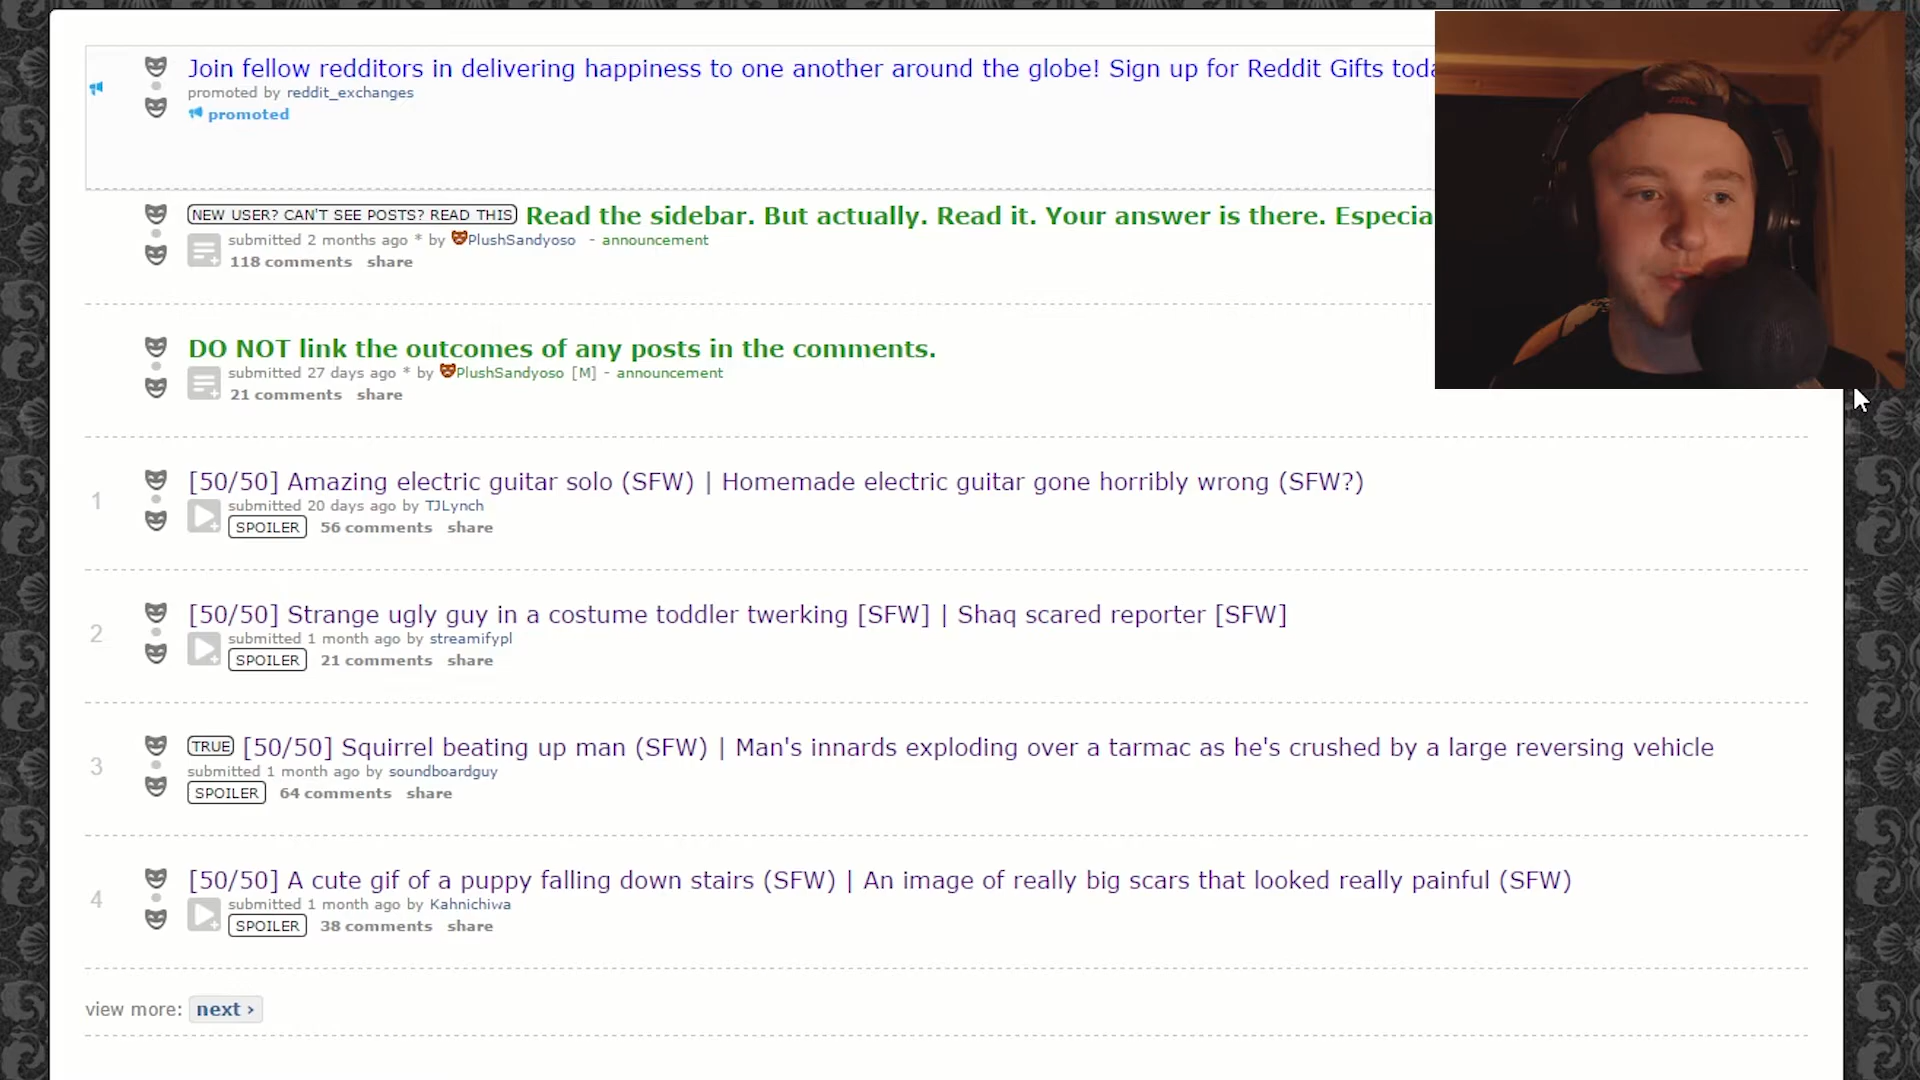 Join fellow redditors in delivering happiness to one another around the globe! Sign up for Reddit Gifts
promoted by reddit_exchanges
promoted
NEW USER? CAN'T SEE POSTS? READ THIS Read the sidebar. But actually. Read it. Your answer is there.
submitted 2 months ago * by PlushSandyoso - announcement
118 comments share
DO NOT link the outcomes of any posts in the comments.
submitted 27 days ago * by PlushSandyoso [M] - announcement
21 comments share
1
[50/50] Amazing electric guitar solo (SFW) | Homemade electric guitar gone horribly wrong (SFW?)
submitted 20 days ago by TJLynch
SPOILER 56 comments share
2
[50/50] Strange ugly guy in a costume toddler twerking [SFW] | Shaq scared reporter [SFW]
submitted 1 month ago by streamifypl
SPOILER 21 comments share
3
TRUE [50/50] Squirrel beating up man (SFW) | Man's innards exploding over a tarmac as he's crushed by a large reversing vehicle
submitted 1 month ago by soundboardguy
SPOILER 64 comments share
4
[50/50] A cute gif of a puppy falling down stairs (SFW) | An image of really big scars that looked really painful (SFW)
submitted 1 month ago by Kahnichiwa
SPOILER 38 comments share
view more: next ›